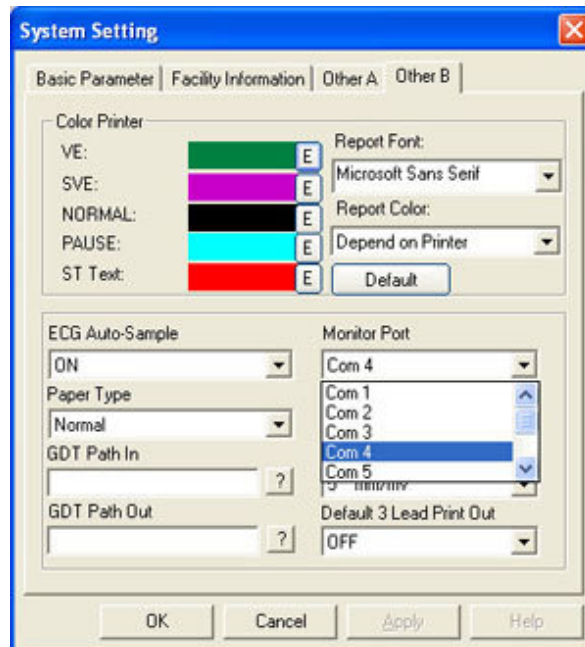 System Setting
Basic Parameter
Facility Information
Other A
Other B
Color Printer
VE:
E
SVE:
E
NORMAL:
E
PAUSE:
E
ST Text:
E
Report Font:
Microsoft Sans Serif
Report Color:
Depend on Printer
Default
ECG Auto-Sample
ON
Paper Type
Normal
GDT Path In
?
GDT Path Out
?
Monitor Port
Com 4
Com 1
Com 2
Com 3
Com 4
Com 5
Default 3 Lead Print Out
OFF
OK
Cancel
Apply
Help